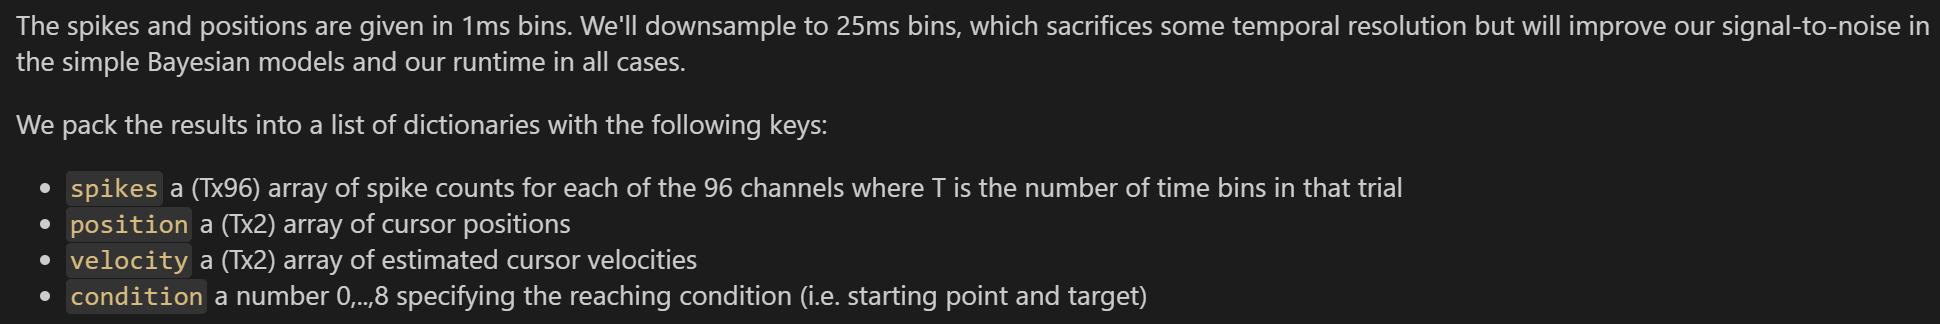 The spikes and positions are given in 1ms bins. We'll downsample to 25ms bins, which sacrifices some temporal resolution but will improve our signal-to-noise in
the simple Bayesian models and our runtime in all cases.
We pack the results into a list of dictionaries with the following keys:
• spikes a (Tx96) array of spike counts for each of the 96 channels where T is the number of time bins in that trial
• position a (Tx2) array of cursor positions
• velocity a (Tx2) array of estimated cursor velocities
• condition a number 0,..,8 specifying the reaching condition (i.e. starting point and target)